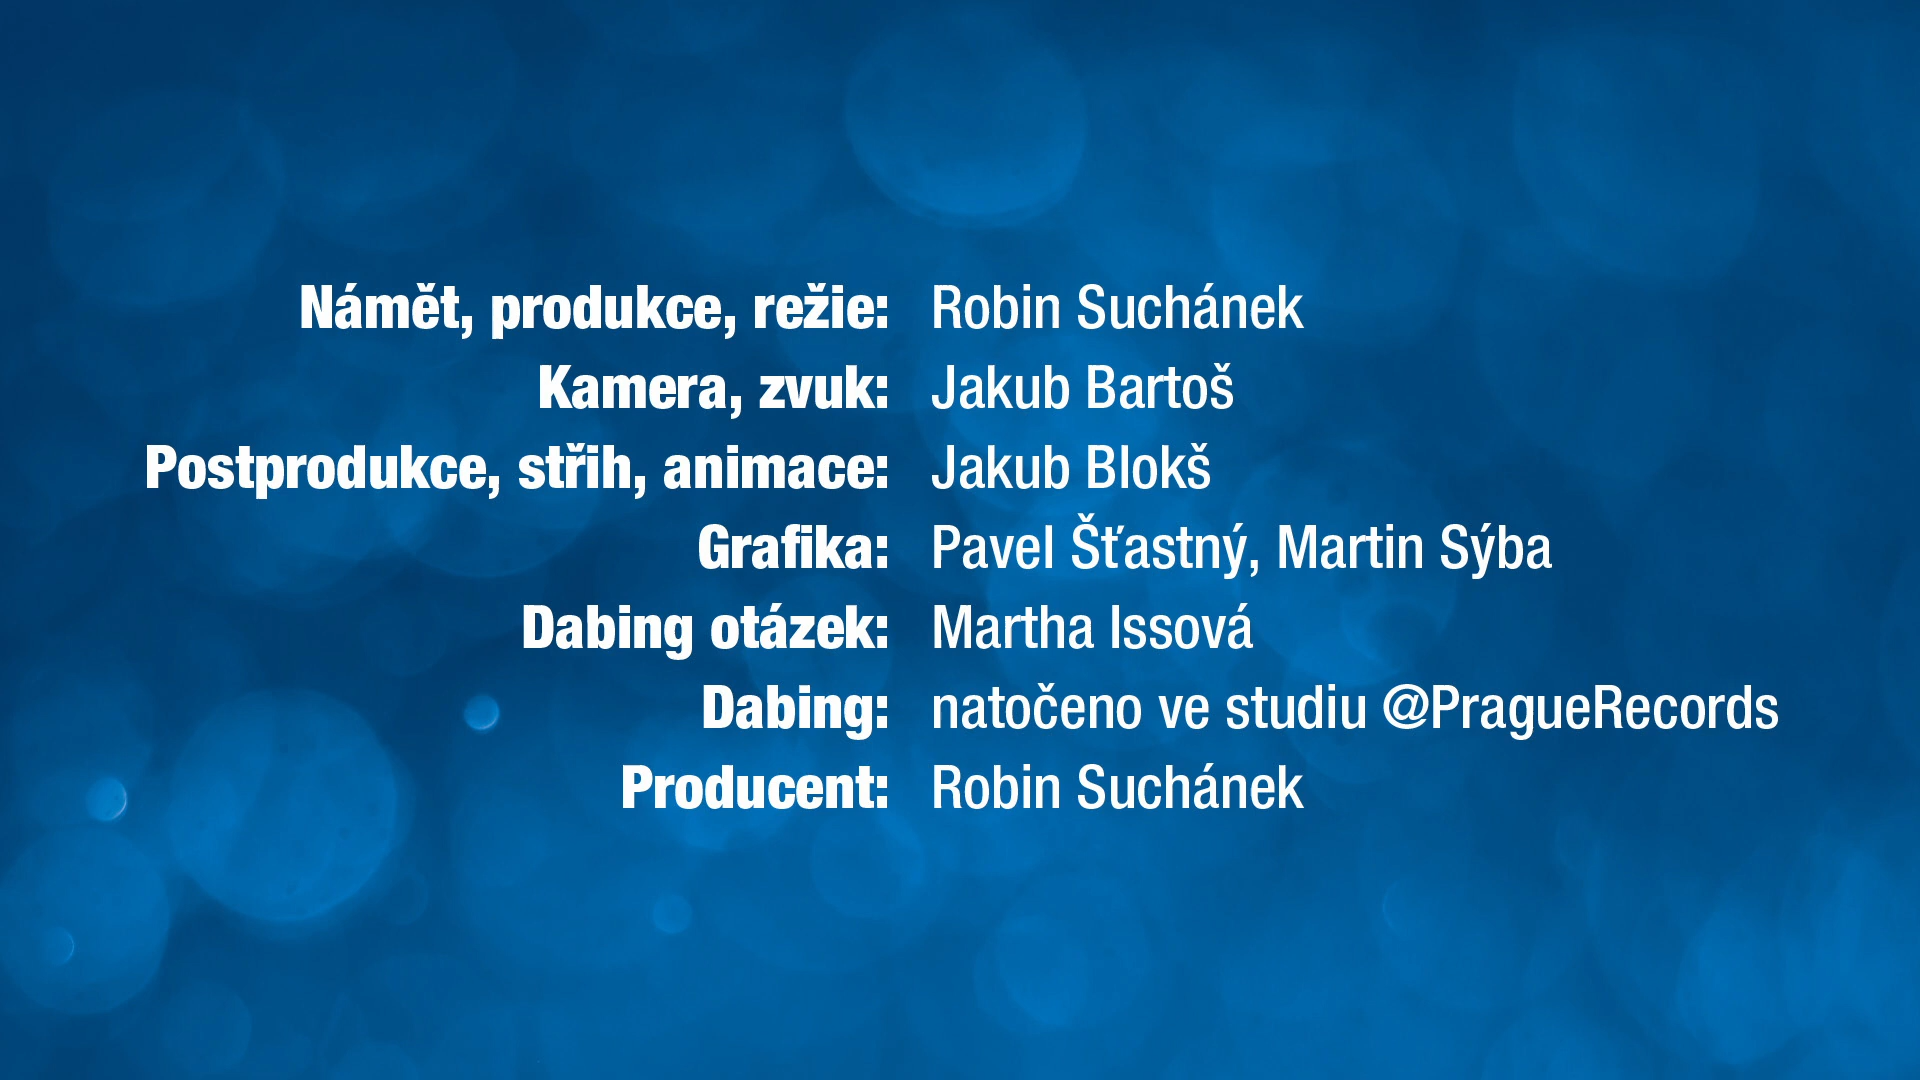 Námět, produkce, režie: Robin Suchánek
Kamera, zvuk: Jakub Bartoš
Postprodukce, střih, animace: Jakub Blokš
Grafika: Pavel Šťastný, Martin Sýba
Dabing otázek: Martha Issová
Dabing: natočeno ve studiu @PragueRecords
Producent: Robin Suchánek